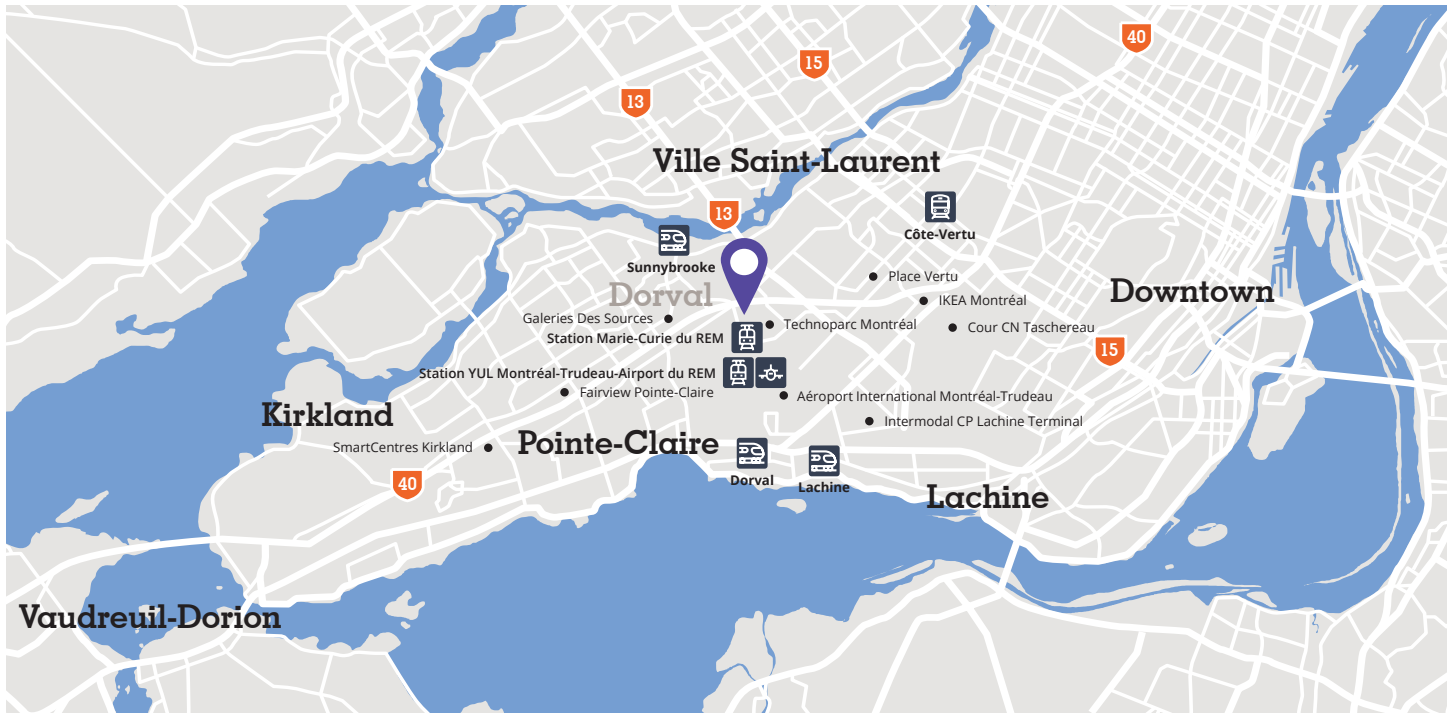 40
15
13
Ville Saint-Laurent
13
Côte-Vertu
Sunnybrooke
Place Vertu
Dorval
Downtown
IKEA Montréal
Galeries Des Sources
Technoparc Montréal
Cour CN Taschereau
Station Marie-Curie du REM
15
Station YUL Montréal-Trudeau-Airport du REM
Fairview Pointe-Claire
Aéroport International Montréal-Trudeau
Kirkland
Intermodal CP Lachine Terminal
SmartCentres Kirkland
Pointe-Claire
40
Dorval
Lachine
Lachine
Vaudreuil-Dorion